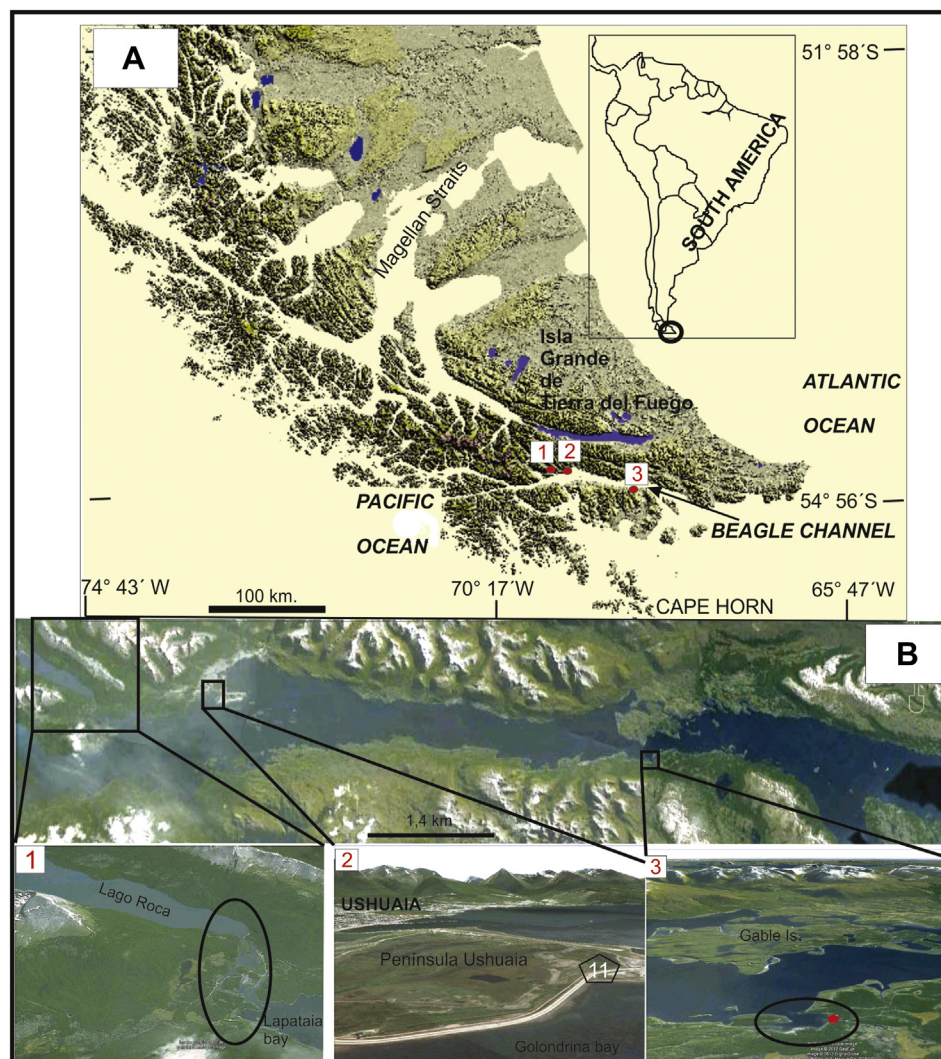 A
51° 58´S
SOUTH AMERICA
Magellan Straits
Isla
Grande
de
Tierra del Fuego
ATLANTIC
OCEAN
1
2
3
PACIFIC
OCEAN
54° 56´S
BEAGLE CHANNEL
74° 43´ W
100 km.
70° 17´W
65° 47´W
CAPE HORN
B
1,4 km
1
Lago Roca
Lapataia
bay
2
USHUAIA
Península Ushuaia
11
Golondrina bay
3
Gable Is.